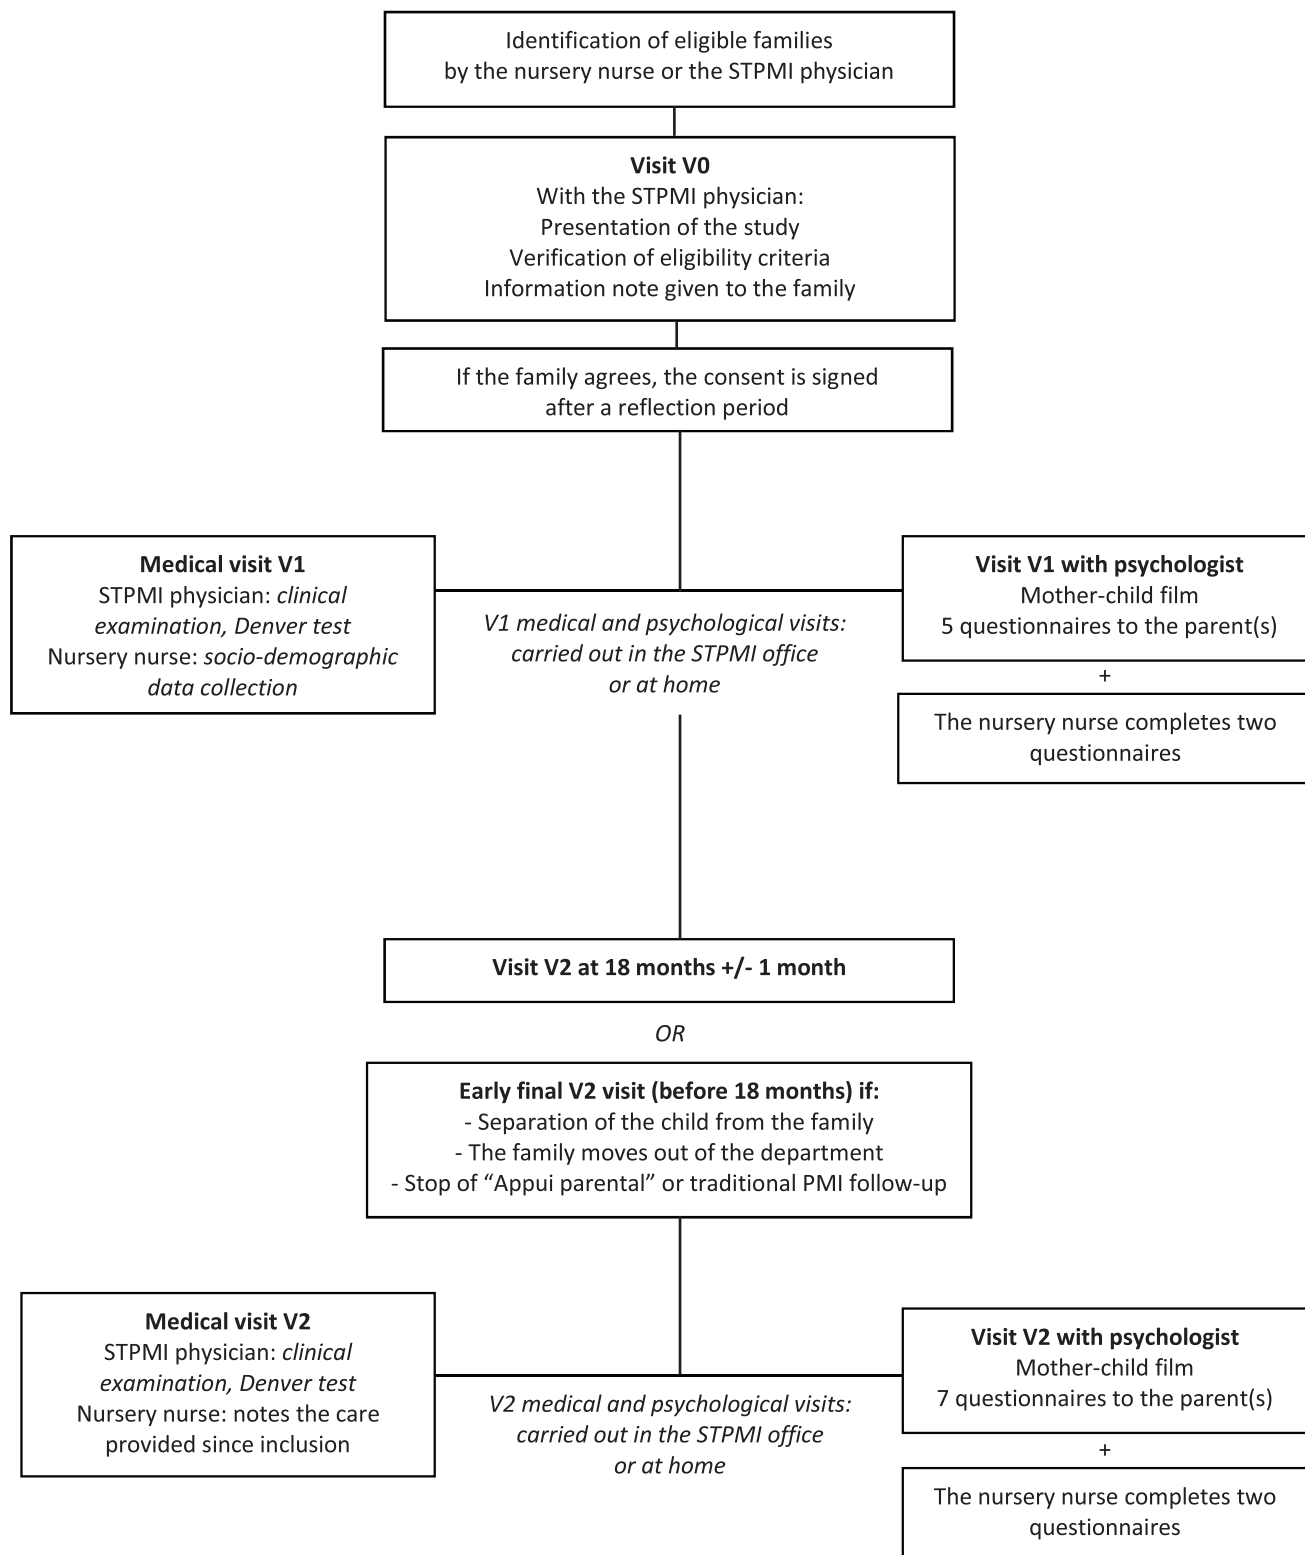 Identification of eligible families
by the nursery nurse or the STPMI physician
Visit V0
With the STPMI physician:
Presentation of the study
Verification of eligibility criteria
Information note given to the family
If the family agrees, the consent is signed
after a reflection period
Medical visit V1
STPMI physician: clinical
examination, Denver test
Nursery nurse: socio-demographic
data collection
V1 medical and psychological visits:
carried out in the STPMI office
or at home
Visit V1 with psychologist
Mother-child film
5 questionnaires to the parent(s)
+
The nursery nurse completes two
questionnaires
Visit V2 at 18 months +/- 1 month
OR
Early final V2 visit (before 18 months) if:
- Separation of the child from the family
- The family moves out of the department
- Stop of “Appui parental” or traditional PMI follow-up
Medical visit V2
STPMI physician: clinical
examination, Denver test
Nursery nurse: notes the care
provided since inclusion
V2 medical and psychological visits:
carried out in the STPMI office
or at home
Visit V2 with psychologist
Mother-child film
7 questionnaires to the parent(s)
+
The nursery nurse completes two
questionnaires